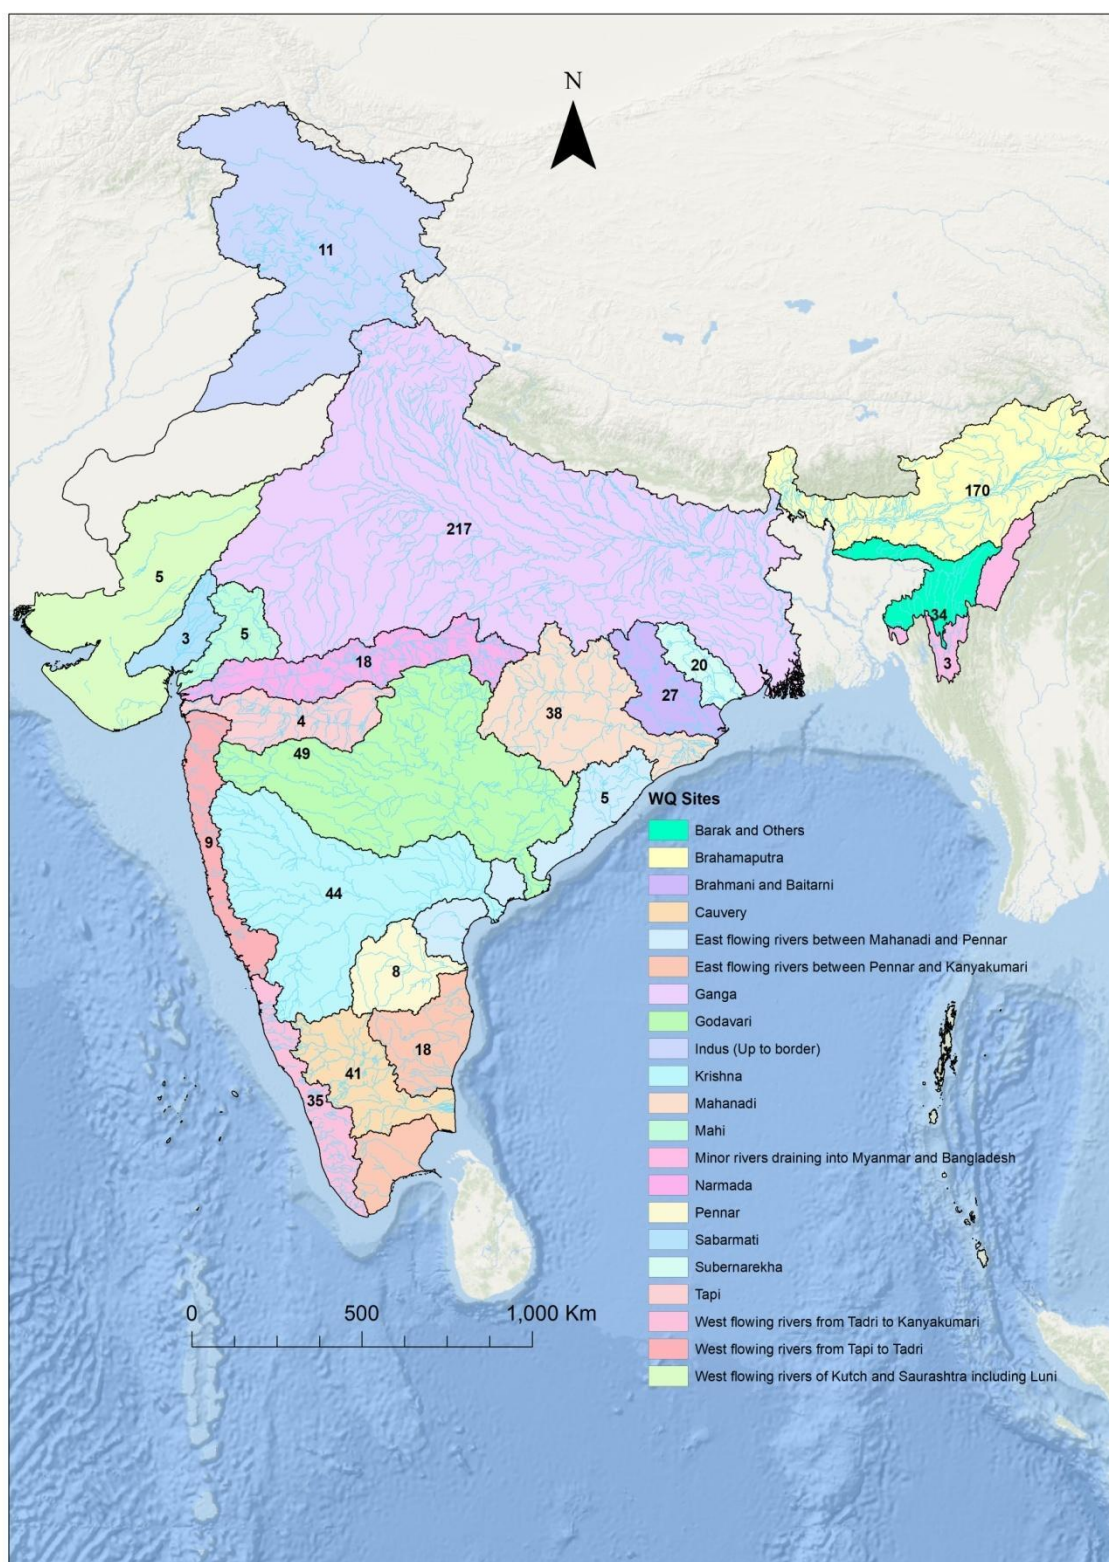 N
11
170
217
5
34
3
5
3
18
20
27
38
4
49
5
WQ Sites
9
44
8
18
41
35
Barak and Others
Brahamaputra
Brahmani and Baitarni
Cauvery
East flowing rivers between Mahanadi and Pennar
East flowing rivers between Pennar and Kanyakumari
Ganga
Godavari
Indus (Up to border)
Krishna
Mahanadi
Mahi
Minor rivers draining into Myanmar and Bangladesh
Narmada
Pennar
Sabarmati
Subernarekha
Tapi
West flowing rivers from Tadri to Kanyakumari
West flowing rivers from Tapi to Tadri
West flowing rivers of Kutch and Saurashtra including Luni
0 500 1,000 Km